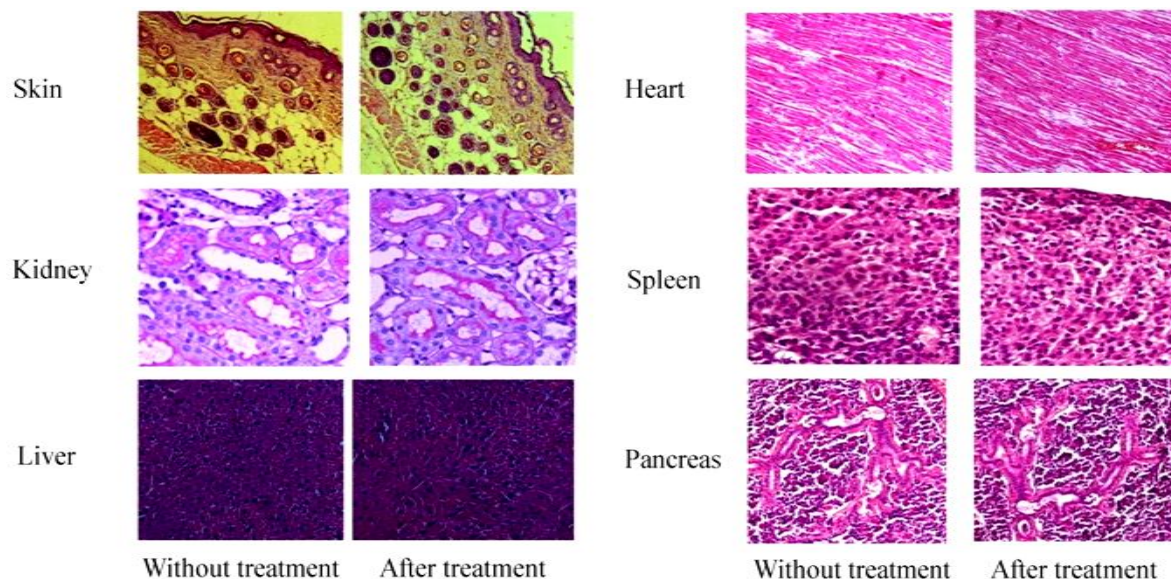 Skin
Heart
Kidney
Spleen
Liver
Pancreas
Without treatment After treatment Without treatment After treatment